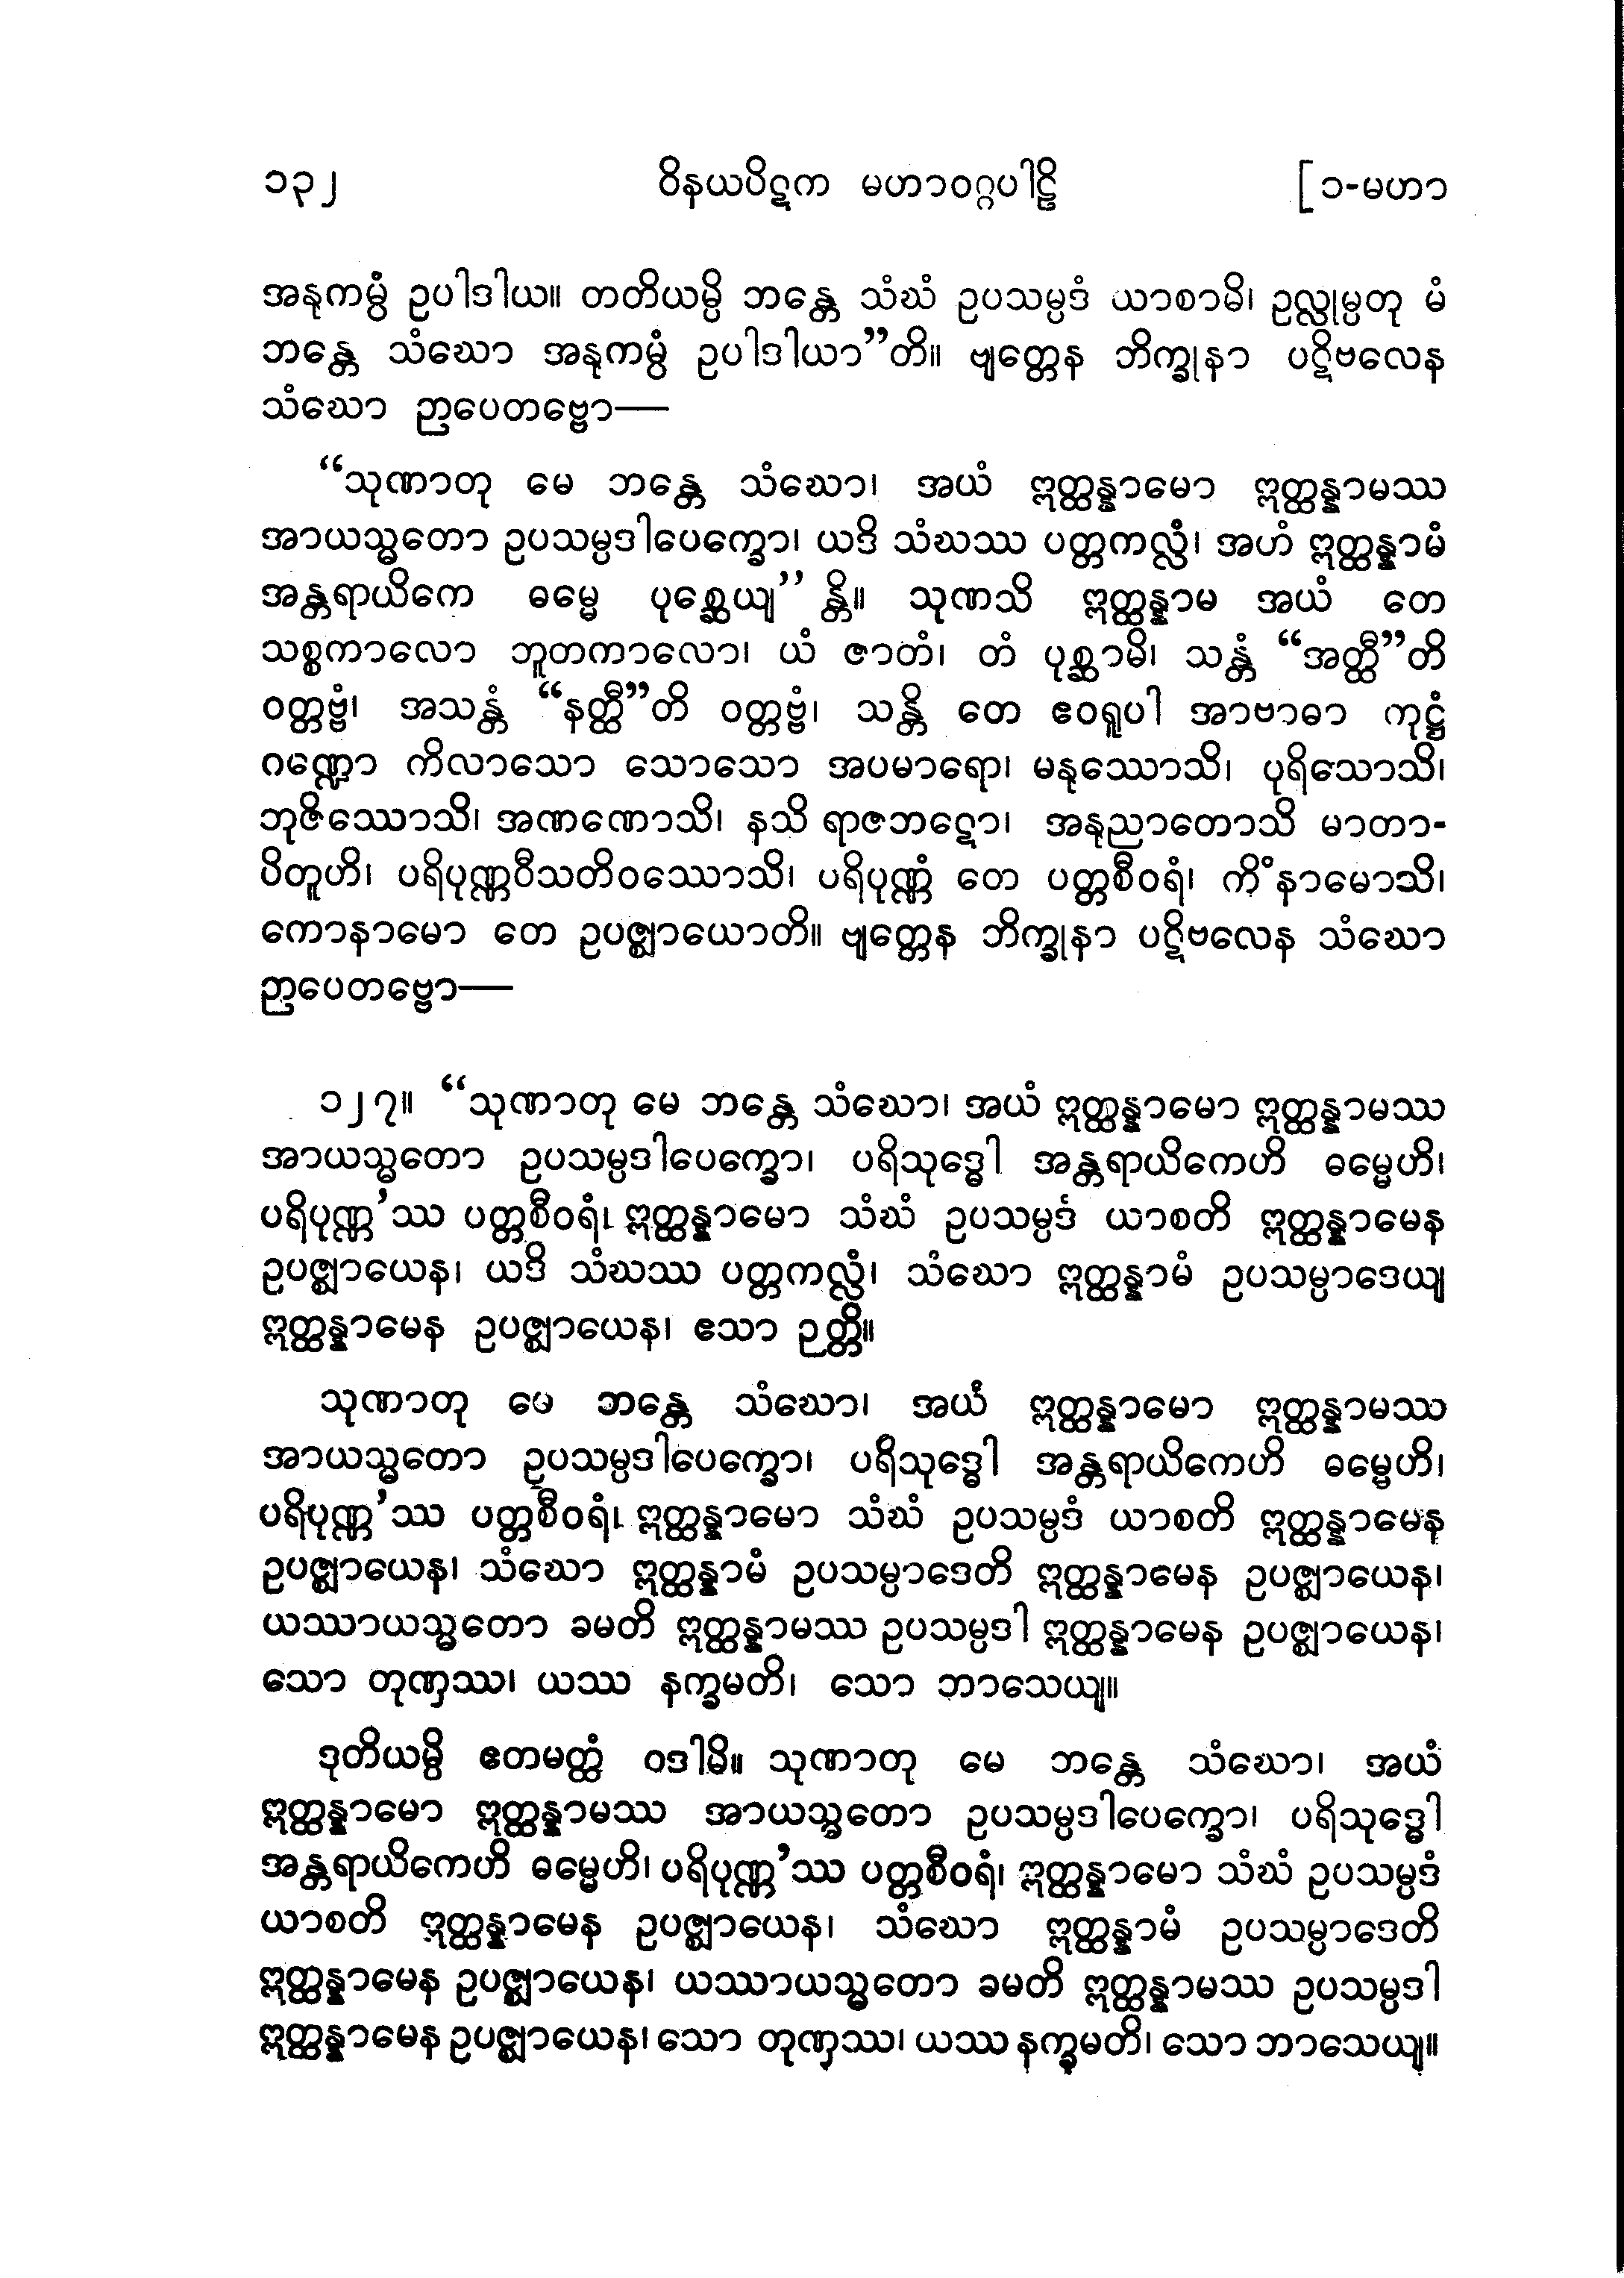 ၁၃၂ ဝိနယပိဋက မဟာဝဂ္ဂပါဠိ [၁-မဟာ
အနုကမ္ပံ ဥပါဒါယ။ တတိယမ္ပိ ဘန္တေ သံဃံ ဥပသမ္ပဒံ ယာစာမိ၊ ဥလ္လုမ္ပတု မံ
ဘန္တေ သံဃော အနုကမ္ပံ ဥပါဒါယာ”တိ။ ဗျတ္တေန ဘိက္ခုနာ ပဋိဗလေန
သံဃော ဉာပေတဗ္ဗော—
“သုဏာတု မေ ဘန္တေ သံဃော၊ အယံ ဣတ္ထန္နာမော ဣတ္ထန္နာမဿ
အာယသ္မတော ဥပသမ္ပဒါပေက္ခော၊ ယဒိ သံဃဿ ပတ္တကလ္လံ၊ အဟံ ဣတ္ထန္နာမံ
အန္တရာယိကေ ဓမ္မေ ပုစ္ဆေယျ” န္တိ။ သုဏသိ ဣတ္ထန္နာမ အယံ တေ
သစ္စကာလော ဘူတကာလော၊ ယံ ဇာတံ၊ တံ ပုစ္ဆာမိ၊ သန္တံ “အတ္ထီ”တိ
ဝတ္တဗ္ဗံ၊ အသန္တံ “နတ္ထီ”တိ ဝတ္တဗ္ဗံ၊ သန္တိ တေ ဧဝရူပါ အာဗာဓာ ကုဋ္ဌံ
ဂဏ္ဍော ကိလာသော သောသော အပမာရော၊ မနုဿောသိ၊ ပုရိသောသိ၊
ဘုဇိဿောသိ၊ အဏဏောသိ၊ နသိ ရာဇဘဋော၊ အနုညာတောသိ မာတာ-
ပိတူဟိ၊ ပရိပုဏ္ဏဝီသတိဝဿောသိ၊ ပရိပုဏ္ဏံ တေ ပတ္တစီဝရံ၊ ကိံနာမောသိ၊
ကောနာမော တေ ဥပဇ္ဈာယောတိ။ ဗျတ္တေန ဘိက္ခုနာ ပဋိဗလေန သံဃော
ဉာပေတဗ္ဗော—
၁၂၇။ “သုဏာတု မေ ဘန္တေ သံဃော၊ အယံ ဣတ္ထန္နာမော ဣတ္ထန္နာမဿ
အာယသ္မတော ဥပသမ္ပဒါပေက္ခော၊ ပရိသုဒ္ဓေါ အန္တရာယိကေဟိ ဓမ္မေဟိ၊
ပရိပုဏ္ဏ’ဿ ပတ္တစီဝရံ၊ ဣတ္ထန္နာမော သံဃံ ဥပသမ္ပဒံ ယာစတိ ဣတ္ထန္နာမေန
ဥပဇ္ဈာယေန၊ ယဒိ သံဃဿ ပတ္တကလ္လံ၊ သံဃော ဣတ္ထန္နာမံ ဥပသမ္ပာဒေယျ
ဣတ္ထန္နာမေန ဥပဇ္ဈာယေန၊ ဧသာ ဉတ္တိ။
သုဏာတု မေ ဘန္တေ သံဃော၊ အယံ ဣတ္ထန္နာမော ဣတ္ထန္နာမဿ
အာယသ္မတော ဥပသမ္ပဒါပေက္ခော၊ ပရိသုဒ္ဓေါ အန္တရာယိကေဟိ ဓမ္မေဟိ၊
ပရိပုဏ္ဏ’ဿ ပတ္တစီဝရံ၊ ဣတ္ထန္နာမော သံဃံ ဥပသမ္ပဒံ ယာစတိ ဣတ္ထန္နာမေန
ဥပဇ္ဈာယေန၊ သံဃော ဣတ္ထန္နာမံ ဥပသမ္ပာဒေတိ ဣတ္ထန္နာမေန ဥပဇ္ဈာယေန၊
ယဿာယသ္မတော ခမတိ ဣတ္ထန္နာမဿ ဥပသမ္ပဒါ ဣတ္ထန္နာမေန ဥပဇ္ဈာယေန၊
သော တုဏှဿ၊ ယဿ နက္ခမတိ၊ သော ဘာသေယျ။
ဒုတိယမ္ပိ ဧတမတ္ထံ ဝဒါမိ။ သုဏာတု မေ ဘန္တေ သံဃော၊ အယံ
ဣတ္ထန္နာမော ဣတ္ထန္နာမဿ အာယသ္မတော ဥပသမ္ပဒါပေက္ခော၊ ပရိသုဒ္ဓေါ
အန္တရာယိကေဟိ ဓမ္မေဟိ၊ ပရိပုဏ္ဏ’ဿ ပတ္တစီဝရံ၊ ဣတ္ထန္နာမော သံဃံ ဥပသမ္ပဒံ
ယာစတိ ဣတ္ထန္နာမေန ဥပဇ္ဈာယေန၊ သံဃော ဣတ္ထန္နာမံ ဥပသမ္ပာဒေတိ
ဣတ္ထန္နာမေန ဥပဇ္ဈာယေန၊ ယဿာယသ္မတော ခမတိ ဣတ္ထန္နာမဿ ဥပသမ္ပဒါ
ဣတ္ထန္နာမေန ဥပဇ္ဈာယေန၊ သော တုဏှဿ၊ ယဿ နက္ခမတိ၊ သော ဘာသေယျ။